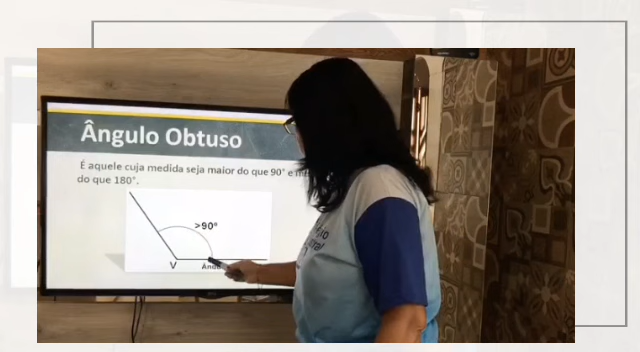 Ângulo Obtuso
É aquele cuja medida seja maior do que 90° e
do que 180°.
>90°
V